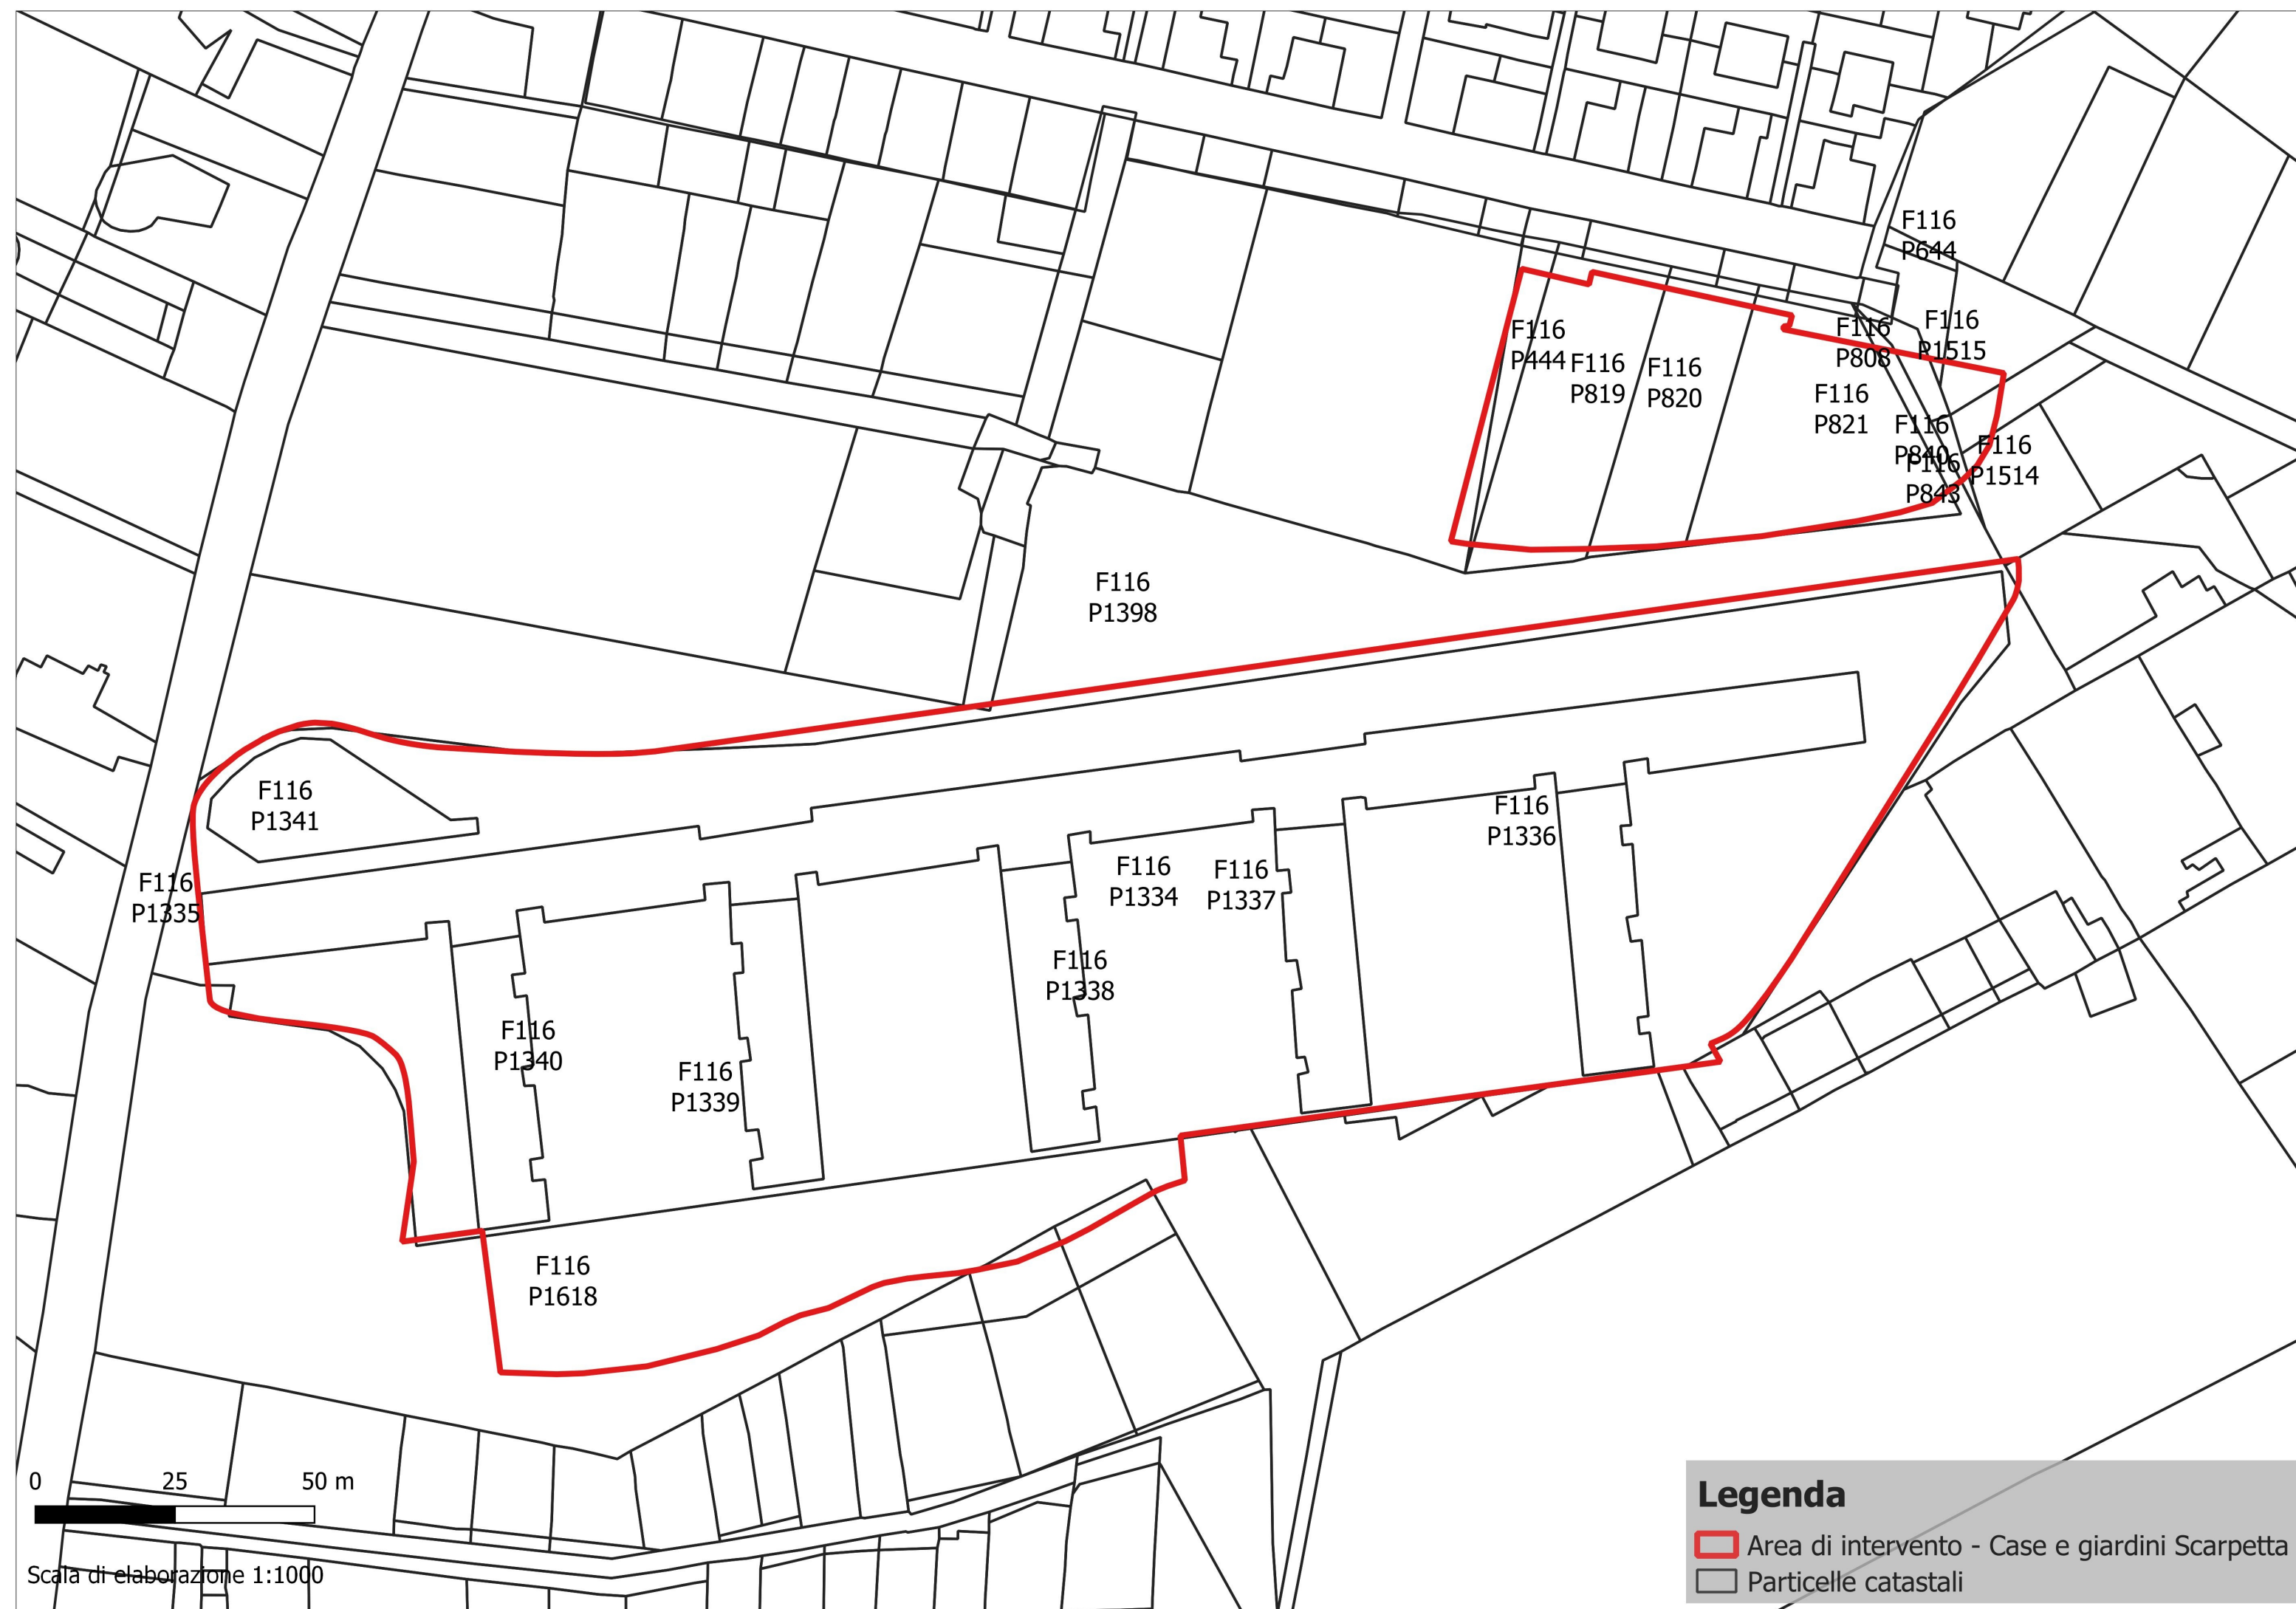 F116
P644
F116
P444
F116
P819
F116
P820
F116
P808
F116
P1515
F116
P821
F116
P840
F116
P843
F116
P1514
F116
P1398
F116
P1341
F116
P1335
F116
P1334
F116
P1337
F116
P1336
F116
P1338
F116
P1340
F116
P1339
F116
P1618
0 25 50 m
Scala di elaborazione 1:1000
Legenda
Area di intervento - Case e giardini Scarpetta
Particelle catastali